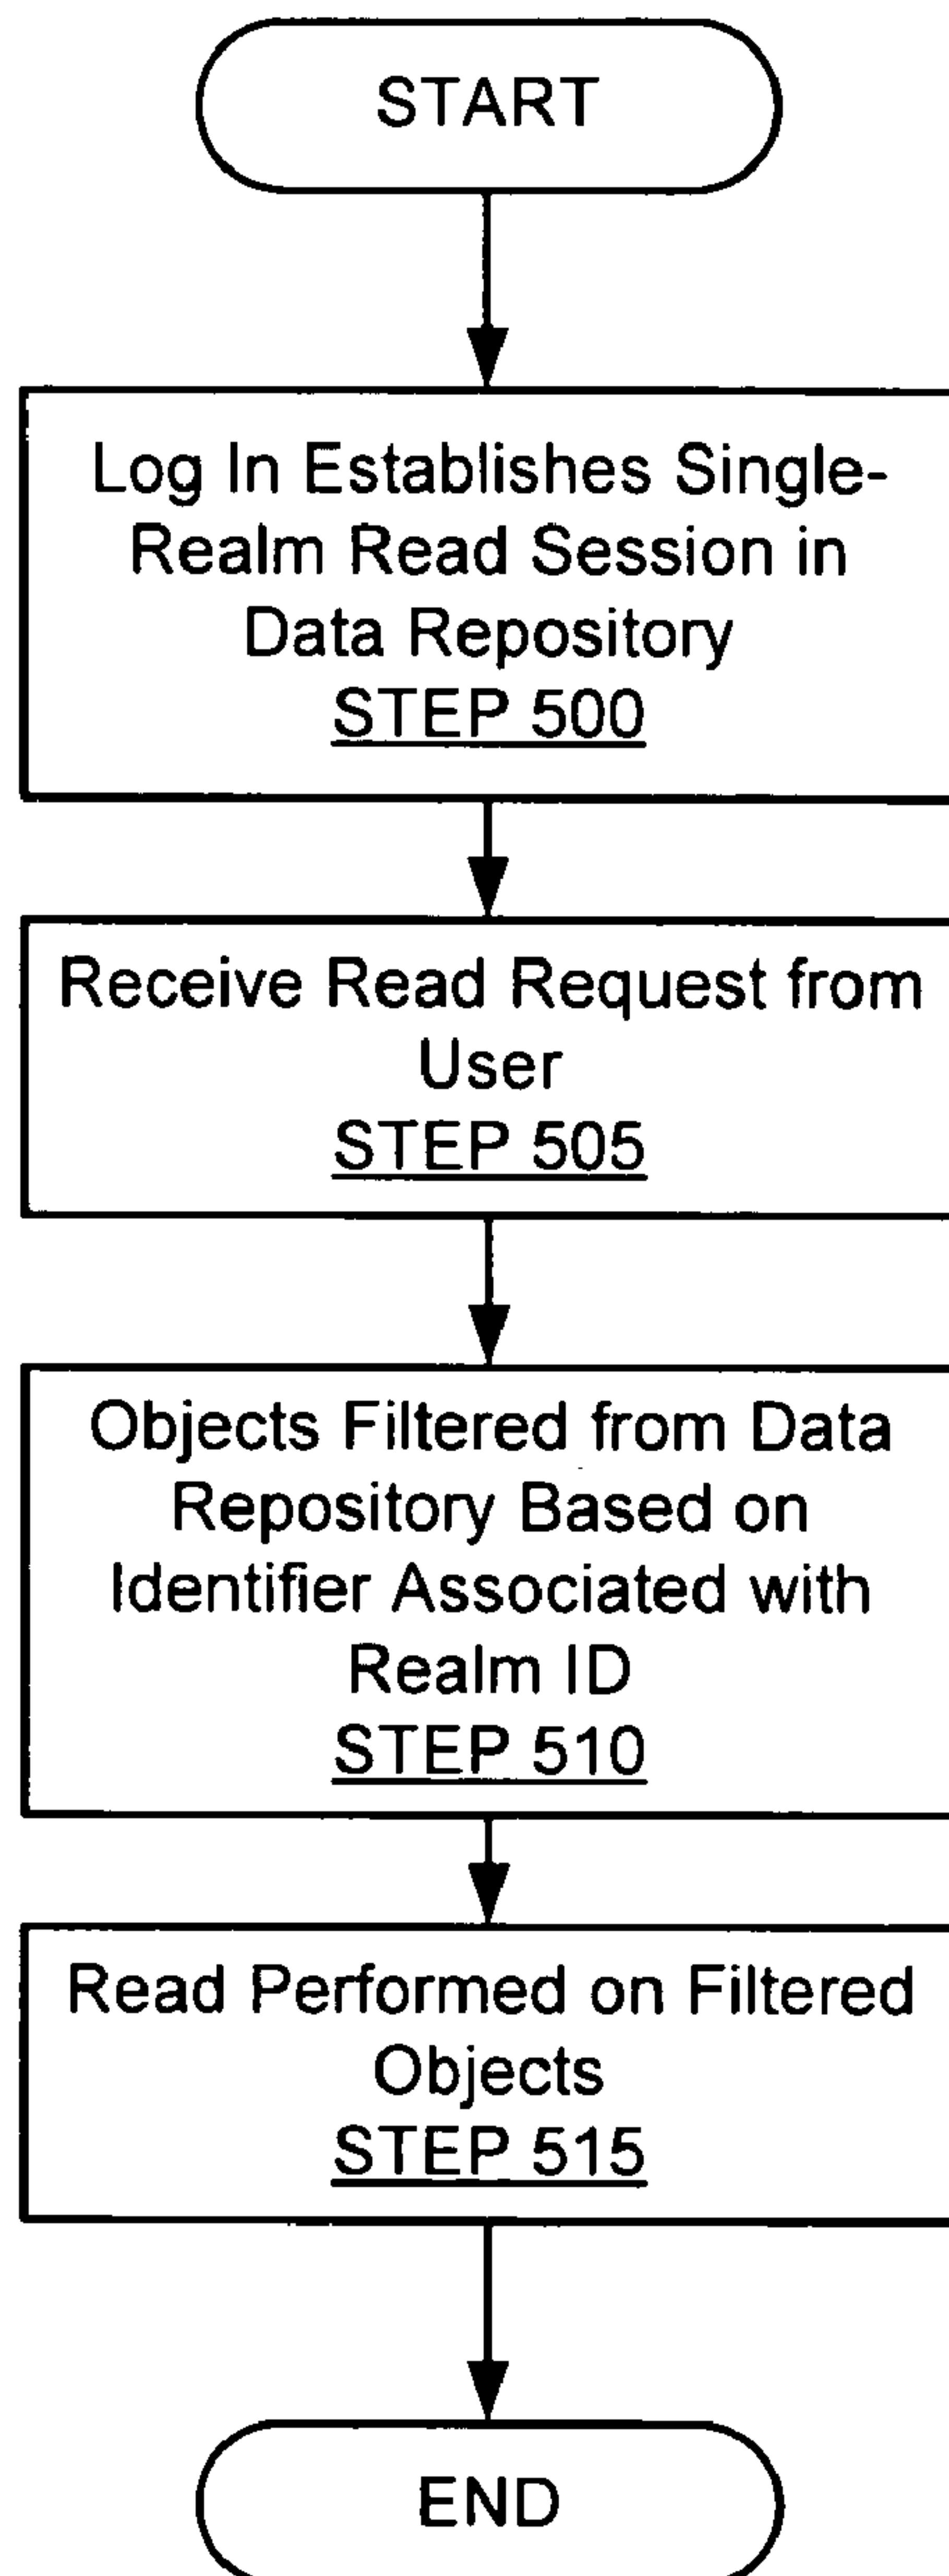 START
Log In Establishes Single-
Realm Read Session in
Data Repository
STEP 500
Receive Read Request from
User
STEP 505
Objects Filtered from Data
Repository Based on
Identifier Associated with
Realm ID
STEP 510
Read Performed on Filtered
Objects
STEP 515
END